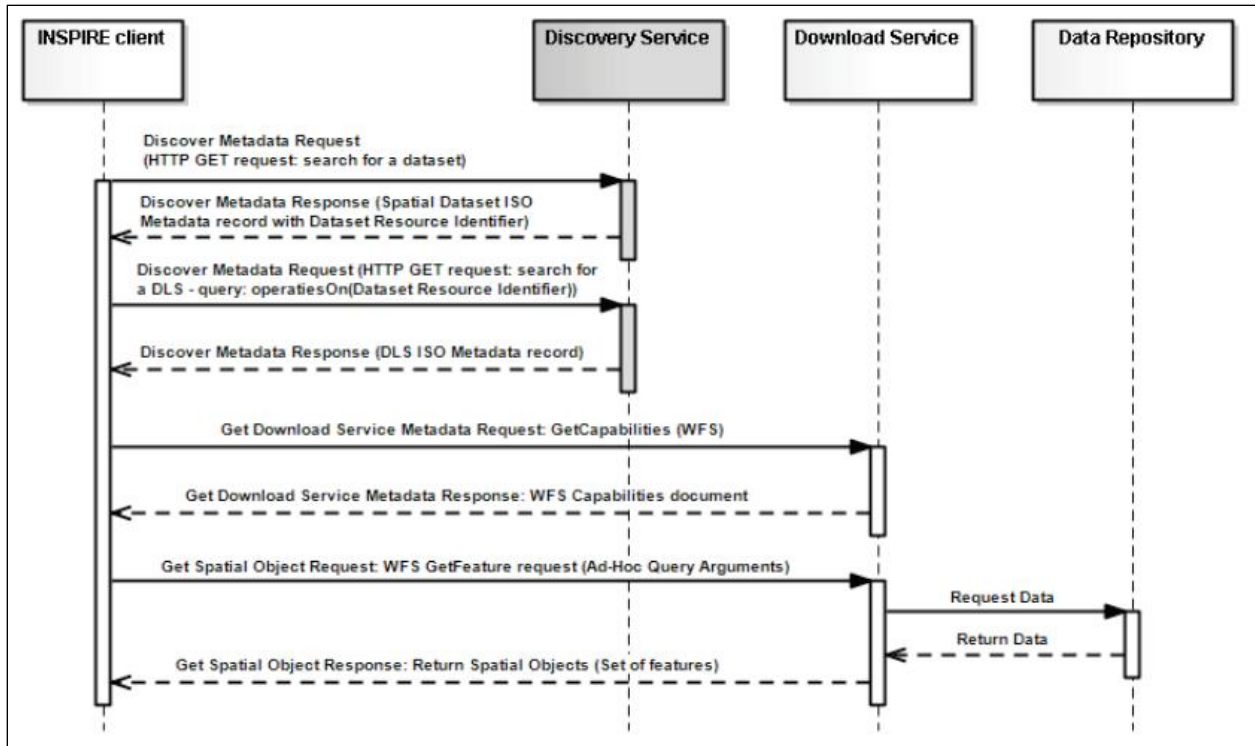 INSPIRE client
Discovery Service
Download Service
Data Repository
Discover Metadata Request
(HTTP GET request: search for a dataset)
Discover Metadata Response (Spatial Dataset ISO
Metadata record with Dataset Resource Identifier)
Discover Metadata Request (HTTP GET request: search for
a DLS - query: operatiesOn(Dataset Resource Identifier))
Discover Metadata Response (DLS ISO Metadata record)
Get Download Service Metadata Request: GetCapabilities (WFS)
Get Download Service Metadata Response: WFS Capabilities document
Get Spatial Object Request: WFS GetFeature request (Ad-Hoc Query Arguments)
Request Data
Return Data
Get Spatial Object Response: Return Spatial Objects (Set of features)